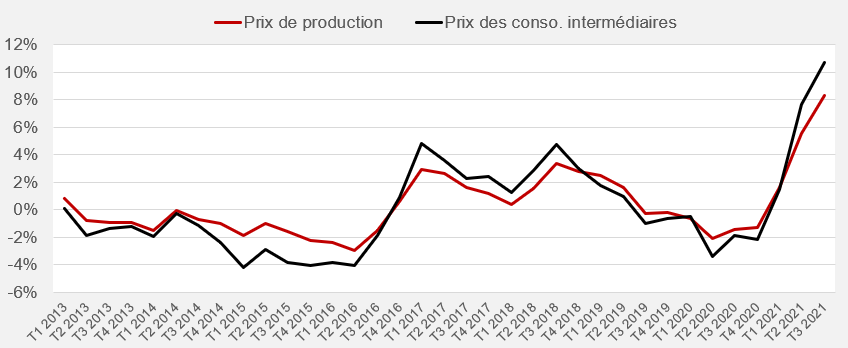 Prix de production Prix des conso. intermédiaires
12%
10%
8%
6%
4%
2%
0%
-2%
-4%
-6%
T1 2013
T2 2013
T3 2013
T4 2013
T1 2014
T2 2014
T3 2014
T4 2014
T1 2015
T2 2015
T3 2015
T4 2015
T1 2016
T2 2016
T3 2016
T4 2016
T1 2017
T2 2017
T3 2017
T4 2017
T1 2018
T2 2018
T3 2018
T4 2018
T1 2019
T2 2019
T3 2019
T4 2019
T1 2020
T2 2020
T3 2020
T4 2020
T1 2021
T2 2021
T3 2021